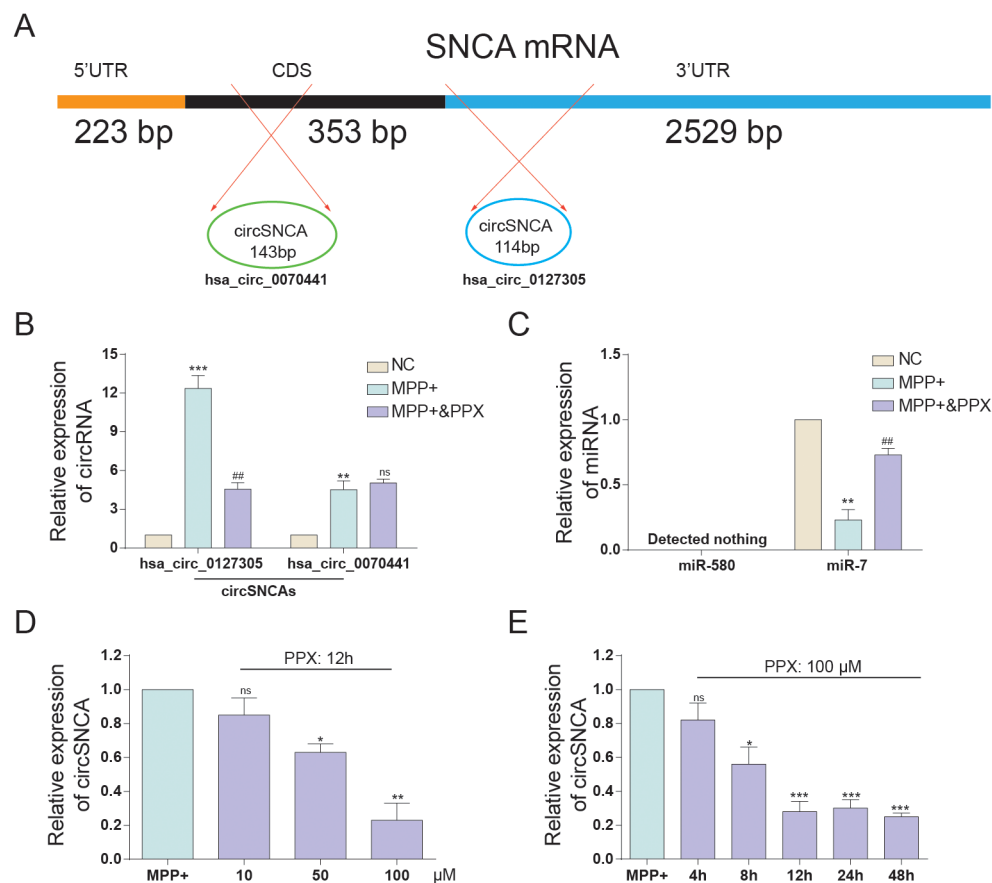 A
SNCA mRNA
5'UTR CDS 3'UTR
223 bp 353 bp 2529 bp
circSNCA
143bp
hsa_circ_0070441
circSNCA
114bp
hsa_circ_0127305
B
Relative expression
of circRNA
15
12
9
6
3
0
***
##
**
ns
NC
MPP+
MPP+&PPX
hsa_circ_0127305 hsa_circ_0070441
circSNCAs
C
Relative expression
of miRNA
1.5
1.0
0.5
0.0
Detected nothing
**
##
NC
MPP+
MPP+&PPX
miR-580 miR-7
D
Relative expression
of circSNCA
1.2
1.0
0.8
0.6
0.4
0.2
0.0
PPX: 12h
ns
*
**
MPP+ 10 50 100 µM
E
Relative expression
of circSNCA
1.2
1.0
0.8
0.6
0.4
0.2
0.0
PPX: 100 µM
ns
*
***
***
***
MPP+ 4h 8h 12h 24h 48h